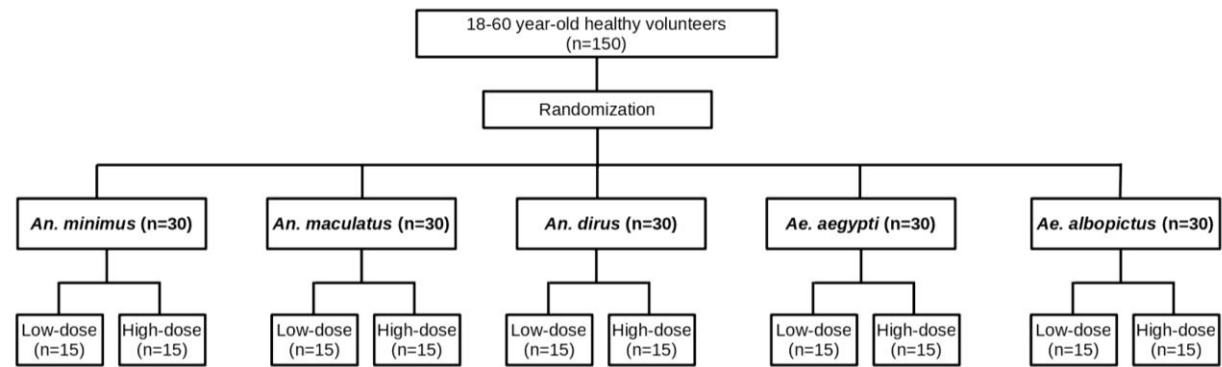 18-60 year-old healthy volunteers
(n=150)
Randomization
An. minimus (n=30)
An. maculatus (n=30)
An. dirus (n=30)
Ae. aegypti (n=30)
Ae. albopictus (n=30)
Low-dose
(n=15)
High-dose
(n=15)
Low-dose
(n=15)
High-dose
(n=15)
Low-dose
(n=15)
High-dose
(n=15)
Low-dose
(n=15)
High-dose
(n=15)
Low-dose
(n=15)
High-dose
(n=15)